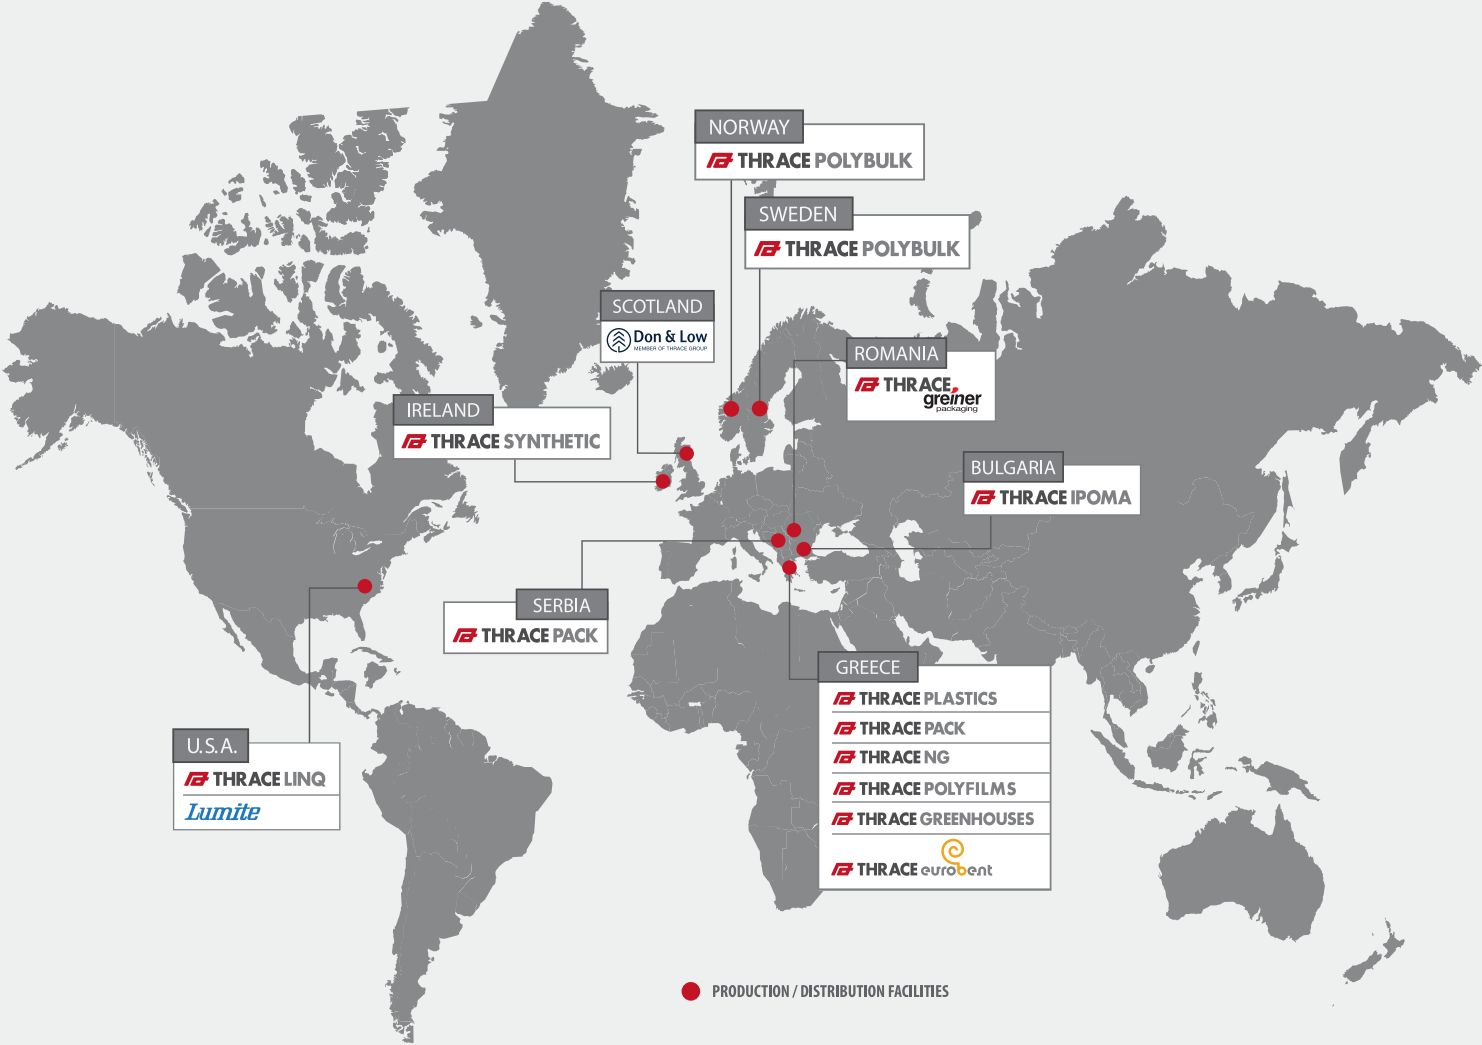 NORWAY
THRACE POLYBULK
SWEDEN
THRACE POLYBULK
SCOTLAND
Don & Low
MEMBER OF THRACE GROUP
ROMANIA
THRACE
greiner
packaging
IRELAND
THRACE SYNTHETIC
BULGARIA
THRACE IPOMA
SERBIA
THRACE PACK
GREECE
THRACE PLASTICS
THRACE PACK
THRACE NG
THRACE POLYFILMS
THRACE GREENHOUSES
THRACE eurobent
U.S.A.
THRACE LINQ
Lumite
PRODUCTION / DISTRIBUTION FACILITIES